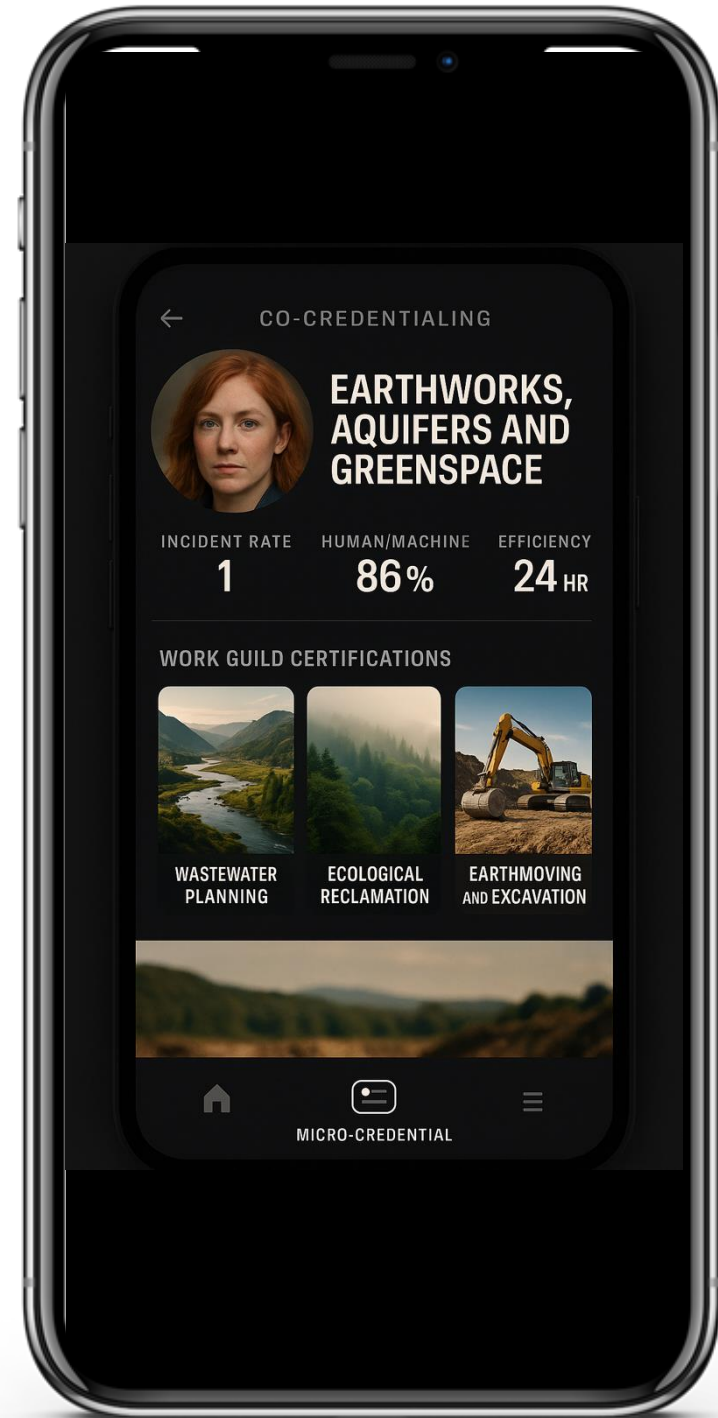 CO-CREDENTIALING
EARTHWORKS,
AQUIFERS AND
GREENSPACE
INCIDENT RATE
1
HUMAN/MACHINE
86%
EFFICIENCY
24 HR
WORK GUILD CERTIFICATIONS
WASTEWATER
PLANNING
ECOLOGICAL
RECLAMATION
EARTHMOVING
AND EXCAVATION
MICRO-CREDENTIAL